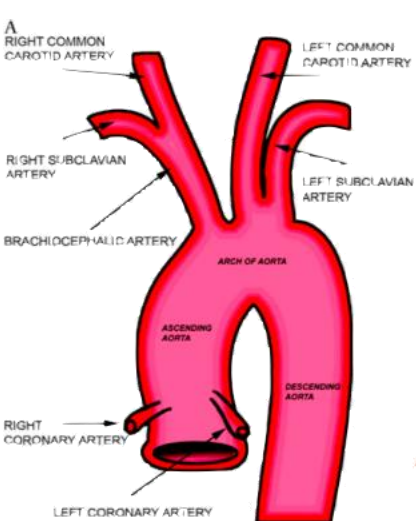 A
RIGHT COMMON
CAROTID ARTERY
LEFT COMMON
CAROTID ARTERY
RIGHT SUBCLAVIAN
ARTERY
LEFT SUBCLAVIAN
ARTERY
BRACHIOCEPHALIC ARTERY
ARCH OF AORTA
ASCENDING
AORTA
DESCENDING
AORTA
RIGHT
CORONARY ARTERY
LEFT CORONARY ARTERY